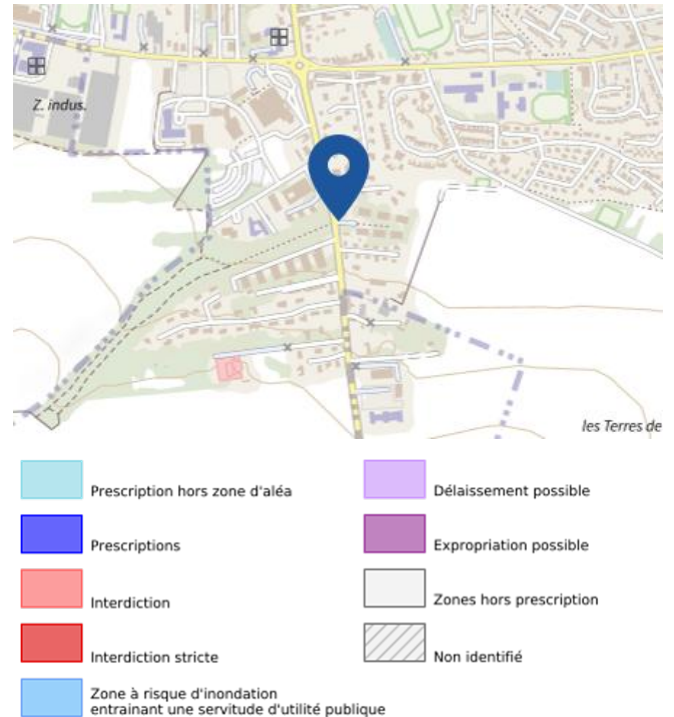 Z. indus.
les Terres de
Prescription hors zone d'aléa
Prescriptions
Interdiction
Interdiction stricte
Zone à risque d'inondation
entrainant une servitude d'utilité publique
Délaissement possible
Expropriation possible
Zones hors prescription
Non identifié